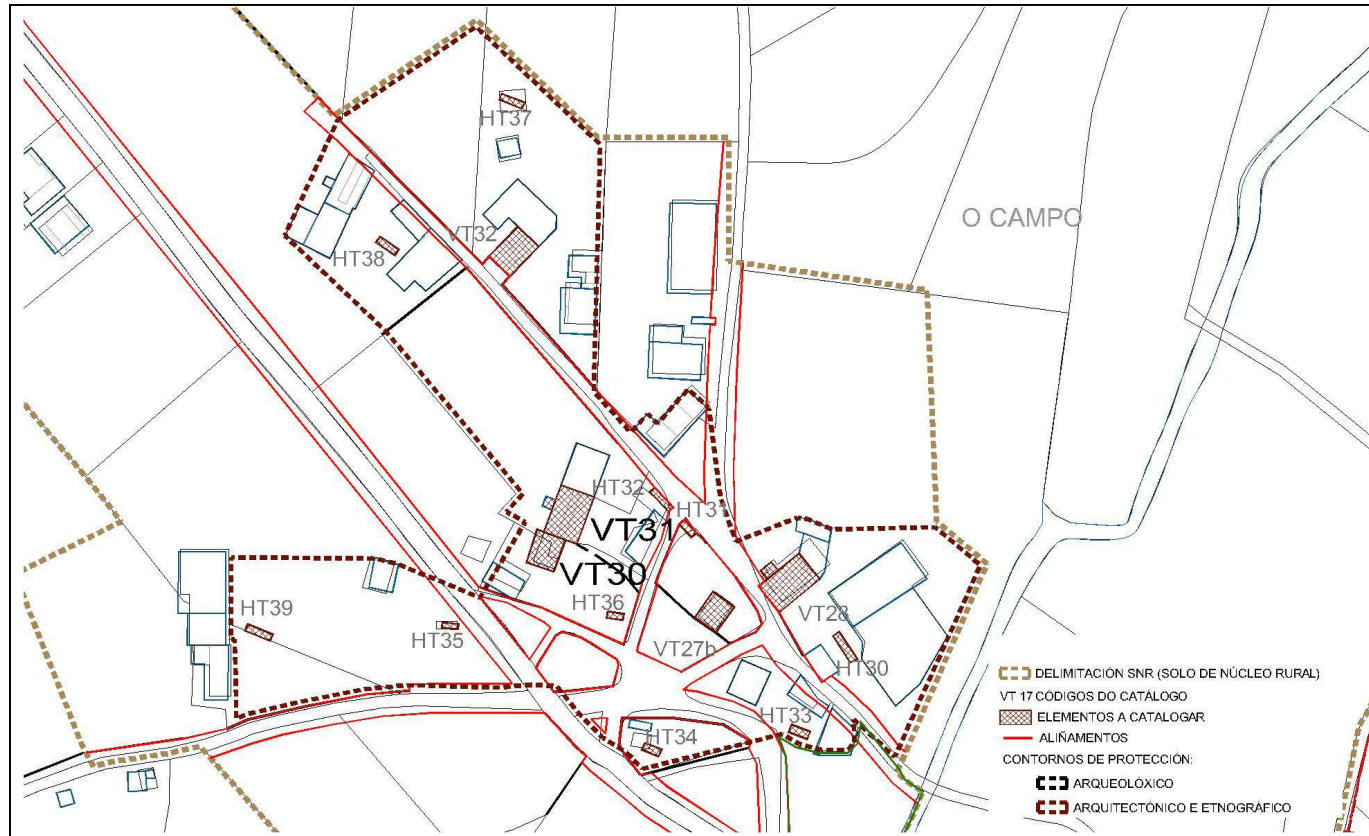 HT37
O CAMPO
VT32
HT38
HT32
HT31
VT31
VT30
HT36
HT39
HT35
VT28
VT27b
HT30
HT33
HT34
DELIMITACIÓN SNR (SOLO DE NÚCLEO RURAL)
VT 17 CÓDIGOS DO CATÁLOGO
ELEMENTOS A CATALOGAR
ALIÑAMENTOS
CONTORNOS DE PROTECCIÓN:
ARQUEOLÓXICO
ARQUITECTÓNICO E ETNOGRÁFICO